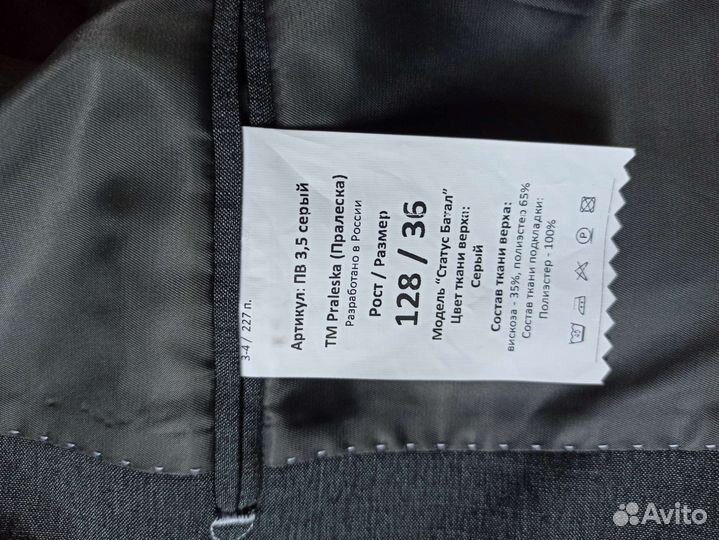 3-4 / 227 п.
Артикул: ПВ 3,5 серый
ТМ Praleska (Пралеска)
Разработано в России
Рост / Размер
128 / 36
Модель "Статус Батал"
Цвет ткани верха:
Серый
Состав ткани верха:
вискоза - 35%, полиэстер 65%
Состав ткани подкладки:
Полиэстер - 100%
Avito